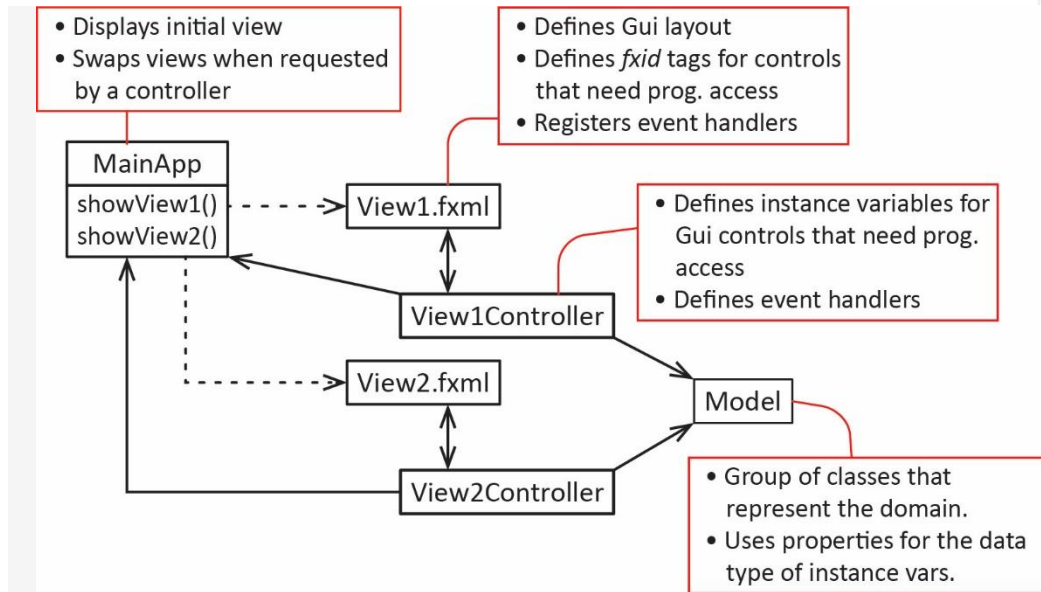 • Displays initial view
• Swaps views when requested
by a controller
• Defines Gui layout
• Defines fxid tags for controls
that need prog. access
• Registers event handlers
MainApp
showView1()
showView2()
View1.fxml
• Defines instance variables for
Gui controls that need prog.
access
• Defines event handlers
View1Controller
View2.fxml
Model
View2Controller
• Group of classes that
represent the domain.
• Uses properties for the data
type of instance vars.